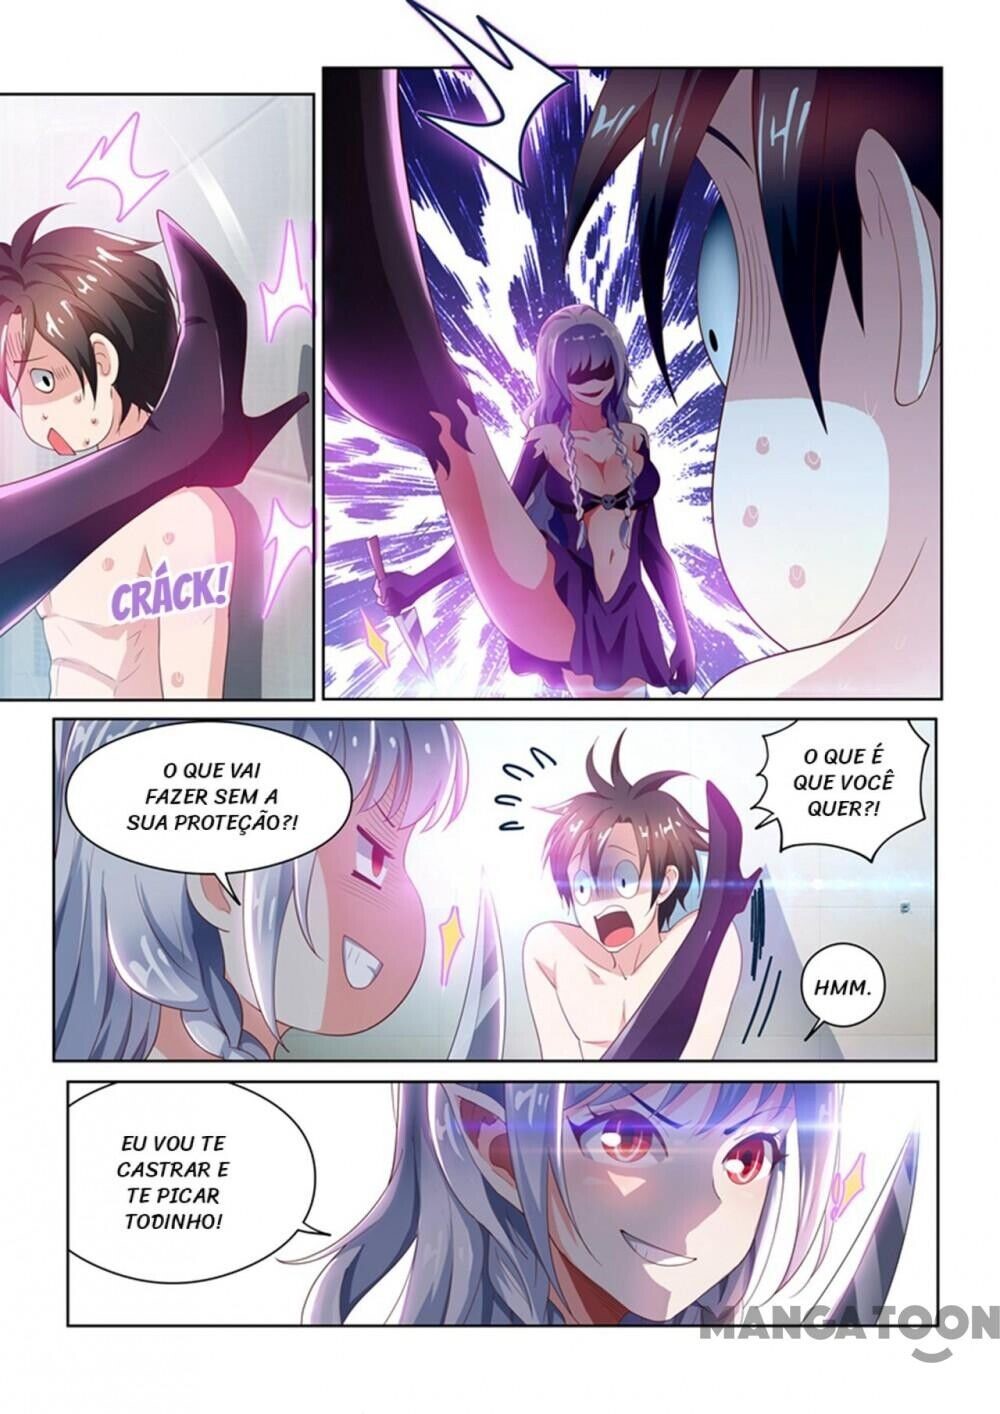 CRÁCK!
O QUE VAI
FAZER SEM A
SUA PROTEÇÃO?!
O QUE É
QUE VOCÊ
QUER?!
HMM.
EU VOU TE
CASTRAR E
TE PICAR
TODINHO!
MANGATOON